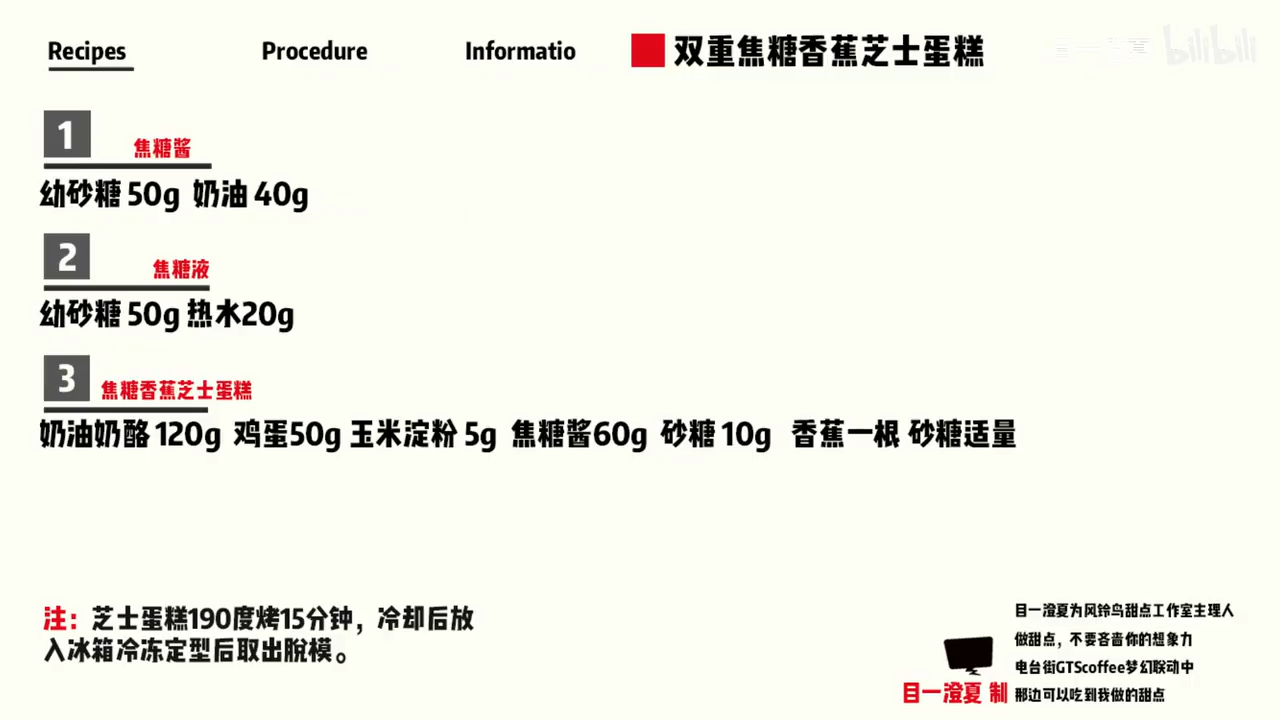 Recipes Procedure Informatio 双重焦糖香蕉芝士蛋糕
目一澄夏 bilibili
1 焦糖酱
幼砂糖 50g 奶油 40g
2 焦糖液
幼砂糖 50g 热水20g
3 焦糖香蕉芝士蛋糕
奶油奶酪 120g 鸡蛋50g 玉米淀粉 5g 焦糖酱60g 砂糖 10g 香蕉一根 砂糖适量
注：芝士蛋糕190度烤15分钟，冷却后放
入冰箱冷冻定型后取出脱模。
目一澄夏为风铃鸟甜点工作室主理人
做甜点，不要吝啬你的想象力
电台街GTScoffee梦幻联动中
目一澄夏 制
那边可以吃到我做的甜点